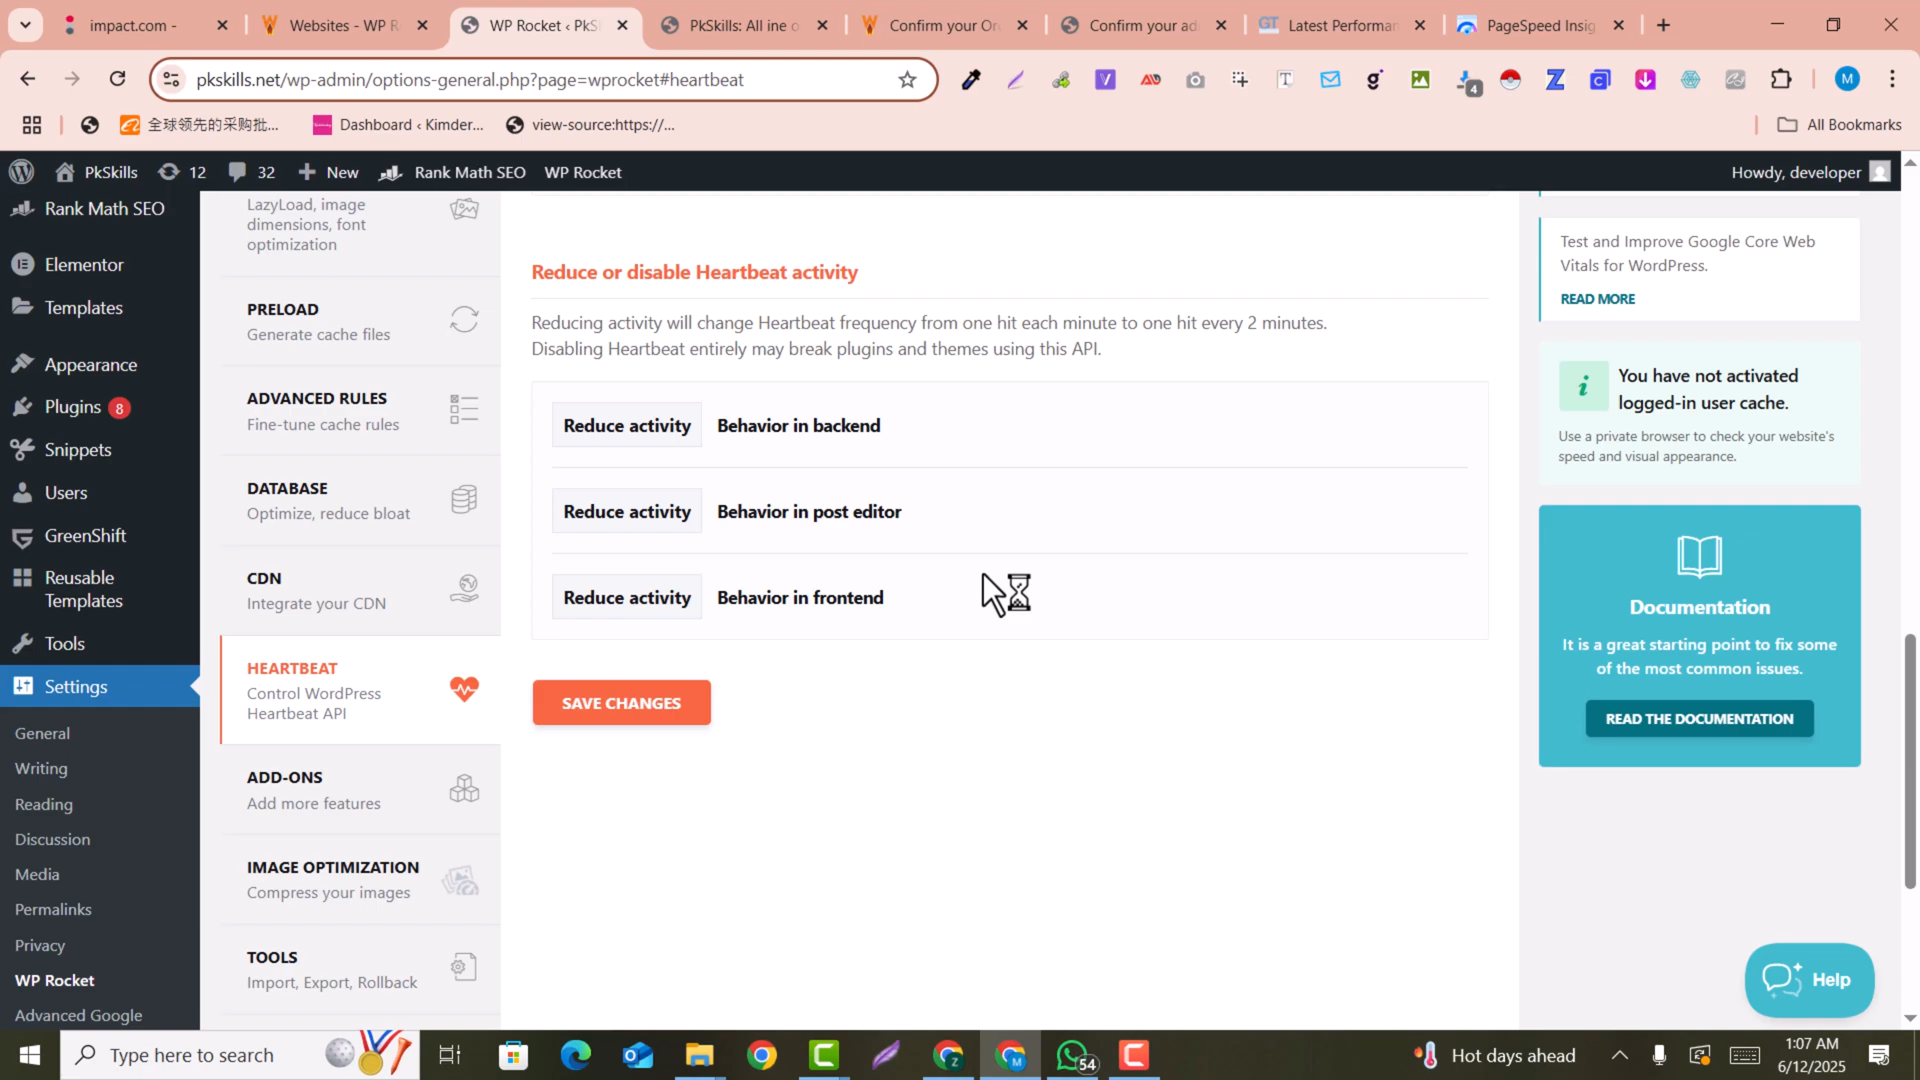 impact.com -
Websites - WP R
WP Rocket ‹ PkS
PkSkills: All ine o
Confirm your Or
Confirm your ad
GT Latest Performan
PageSpeed Insig
pkskills.net/wp-admin/options-general.php?page=wprocket#heartbeat
4
M
全球领先的采购批...
Dashboard ‹ Kimder...
view-source:https://...
All Bookmarks
PkSkills
12
32
New
Rank Math SEO
WP Rocket
Howdy, developer
Rank Math SEO
Elementor
Templates
Appearance
Plugins 8
Snippets
Users
GreenShift
Reusable
Templates
Tools
Settings
General
Writing
Reading
Discussion
Media
Permalinks
Privacy
WP Rocket
Advanced Google
LazyLoad, image
dimensions, font
optimization
PRELOAD
Generate cache files
ADVANCED RULES
Fine-tune cache rules
DATABASE
Optimize, reduce bloat
CDN
Integrate your CDN
HEARTBEAT
Control WordPress
Heartbeat API
ADD-ONS
Add more features
IMAGE OPTIMIZATION
Compress your images
TOOLS
Import, Export, Rollback
Reduce or disable Heartbeat activity
Reducing activity will change Heartbeat frequency from one hit each minute to one hit every 2 minutes.
Disabling Heartbeat entirely may break plugins and themes using this API.
Reduce activity Behavior in backend
Reduce activity Behavior in post editor
Reduce activity Behavior in frontend
SAVE CHANGES
Test and Improve Google Core Web
Vitals for WordPress.
READ MORE
You have not activated
logged-in user cache.
Use a private browser to check your website's
speed and visual appearance.
Documentation
It is a great starting point to fix some
of the most common issues.
READ THE DOCUMENTATION
Help
Type here to search
54
Hot days ahead
1:07 AM
6/12/2025